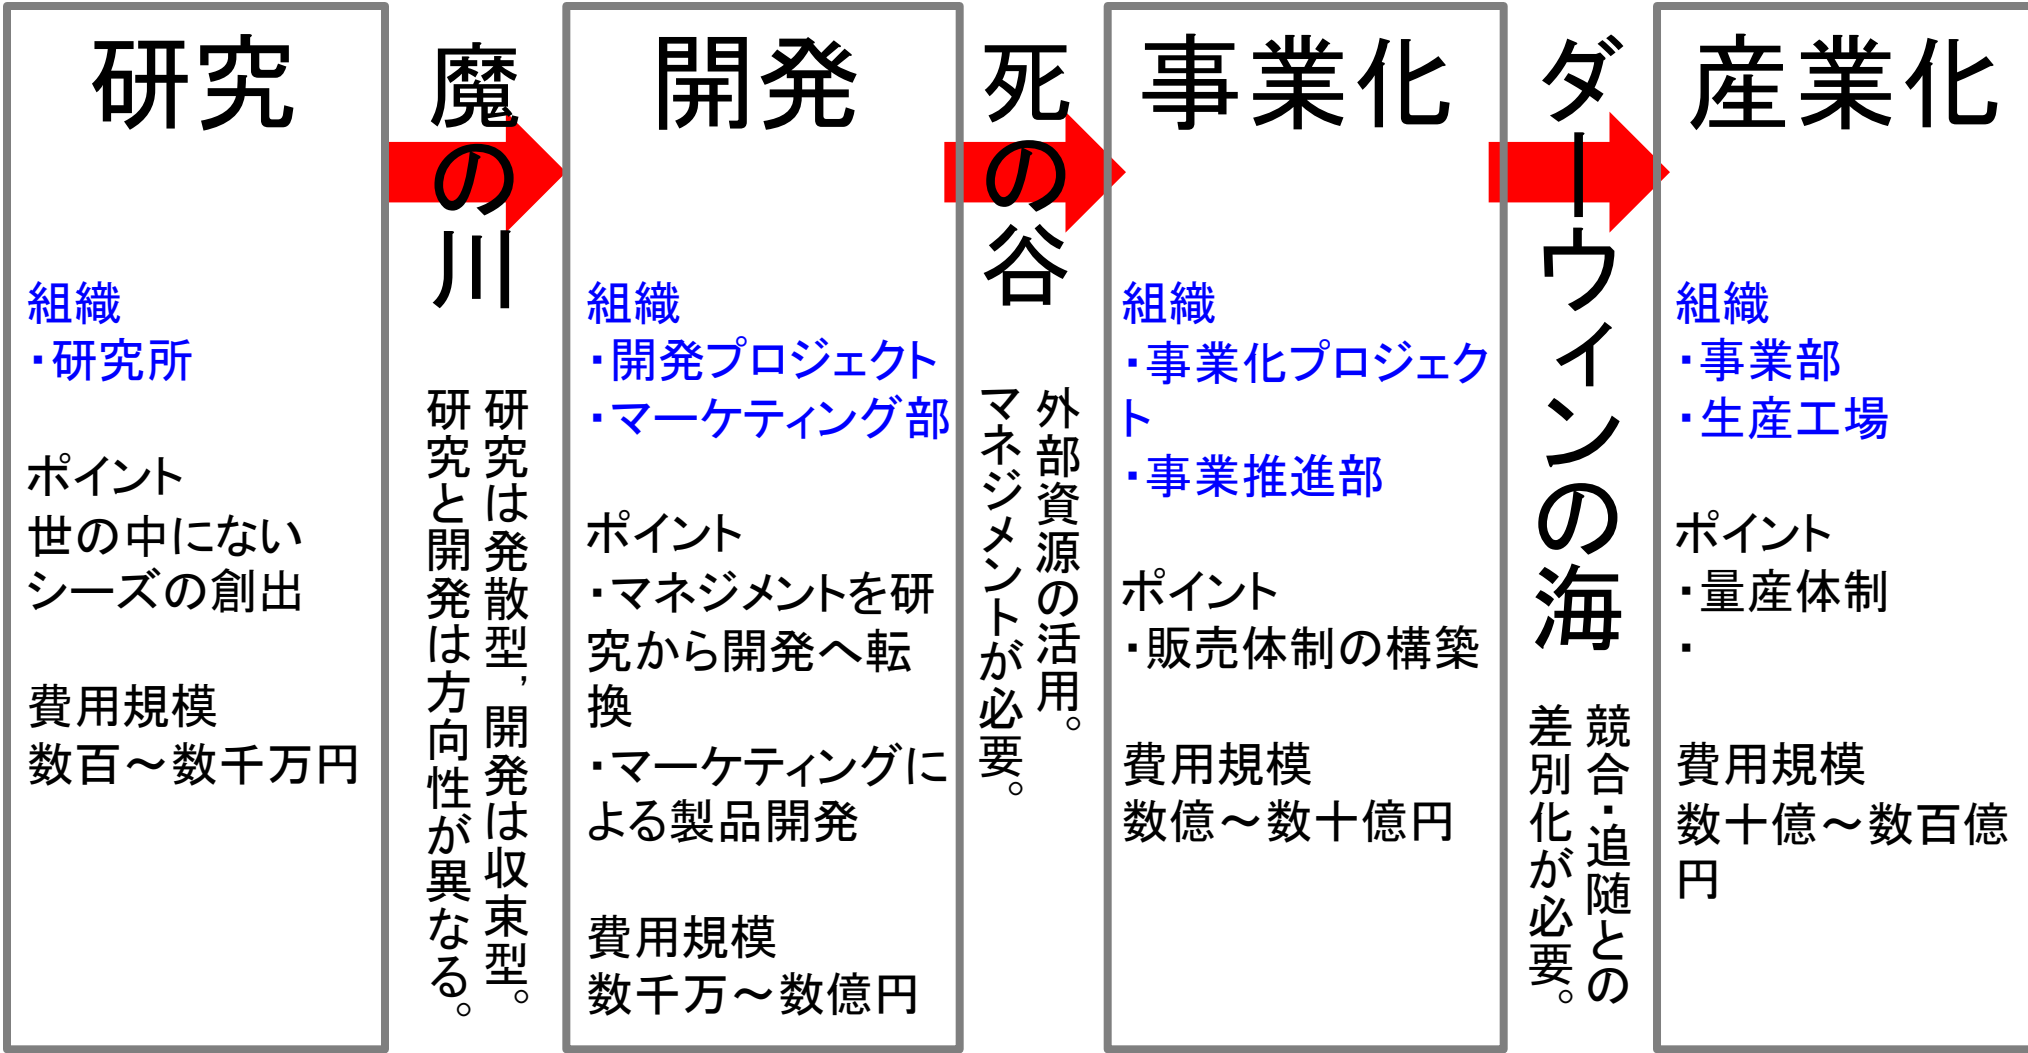 研究
組織
・研究所
ポイント
世の中にない
シーズの創出
費用規模
数百～数千万円
魔の川
研究は発散型，開発は収束型。
研究と開発は方向性が異なる。
開発
組織
・開発プロジェクト
・マーケティング部
ポイント
・マネジメントを研
究から開発へ転
換
・マーケティングに
よる製品開発
費用規模
数千万～数億円
死の谷
外部資源の活用。
マネジメントが必要。
事業化
組織
・事業化プロジェク
ト
・事業推進部
ポイント
・販売体制の構築
費用規模
数億～数十億円
ダーウィンの海
競合・追随との
差別化が必要。
産業化
組織
・事業部
・生産工場
ポイント
・量産体制
・
費用規模
数十億～数百億
円